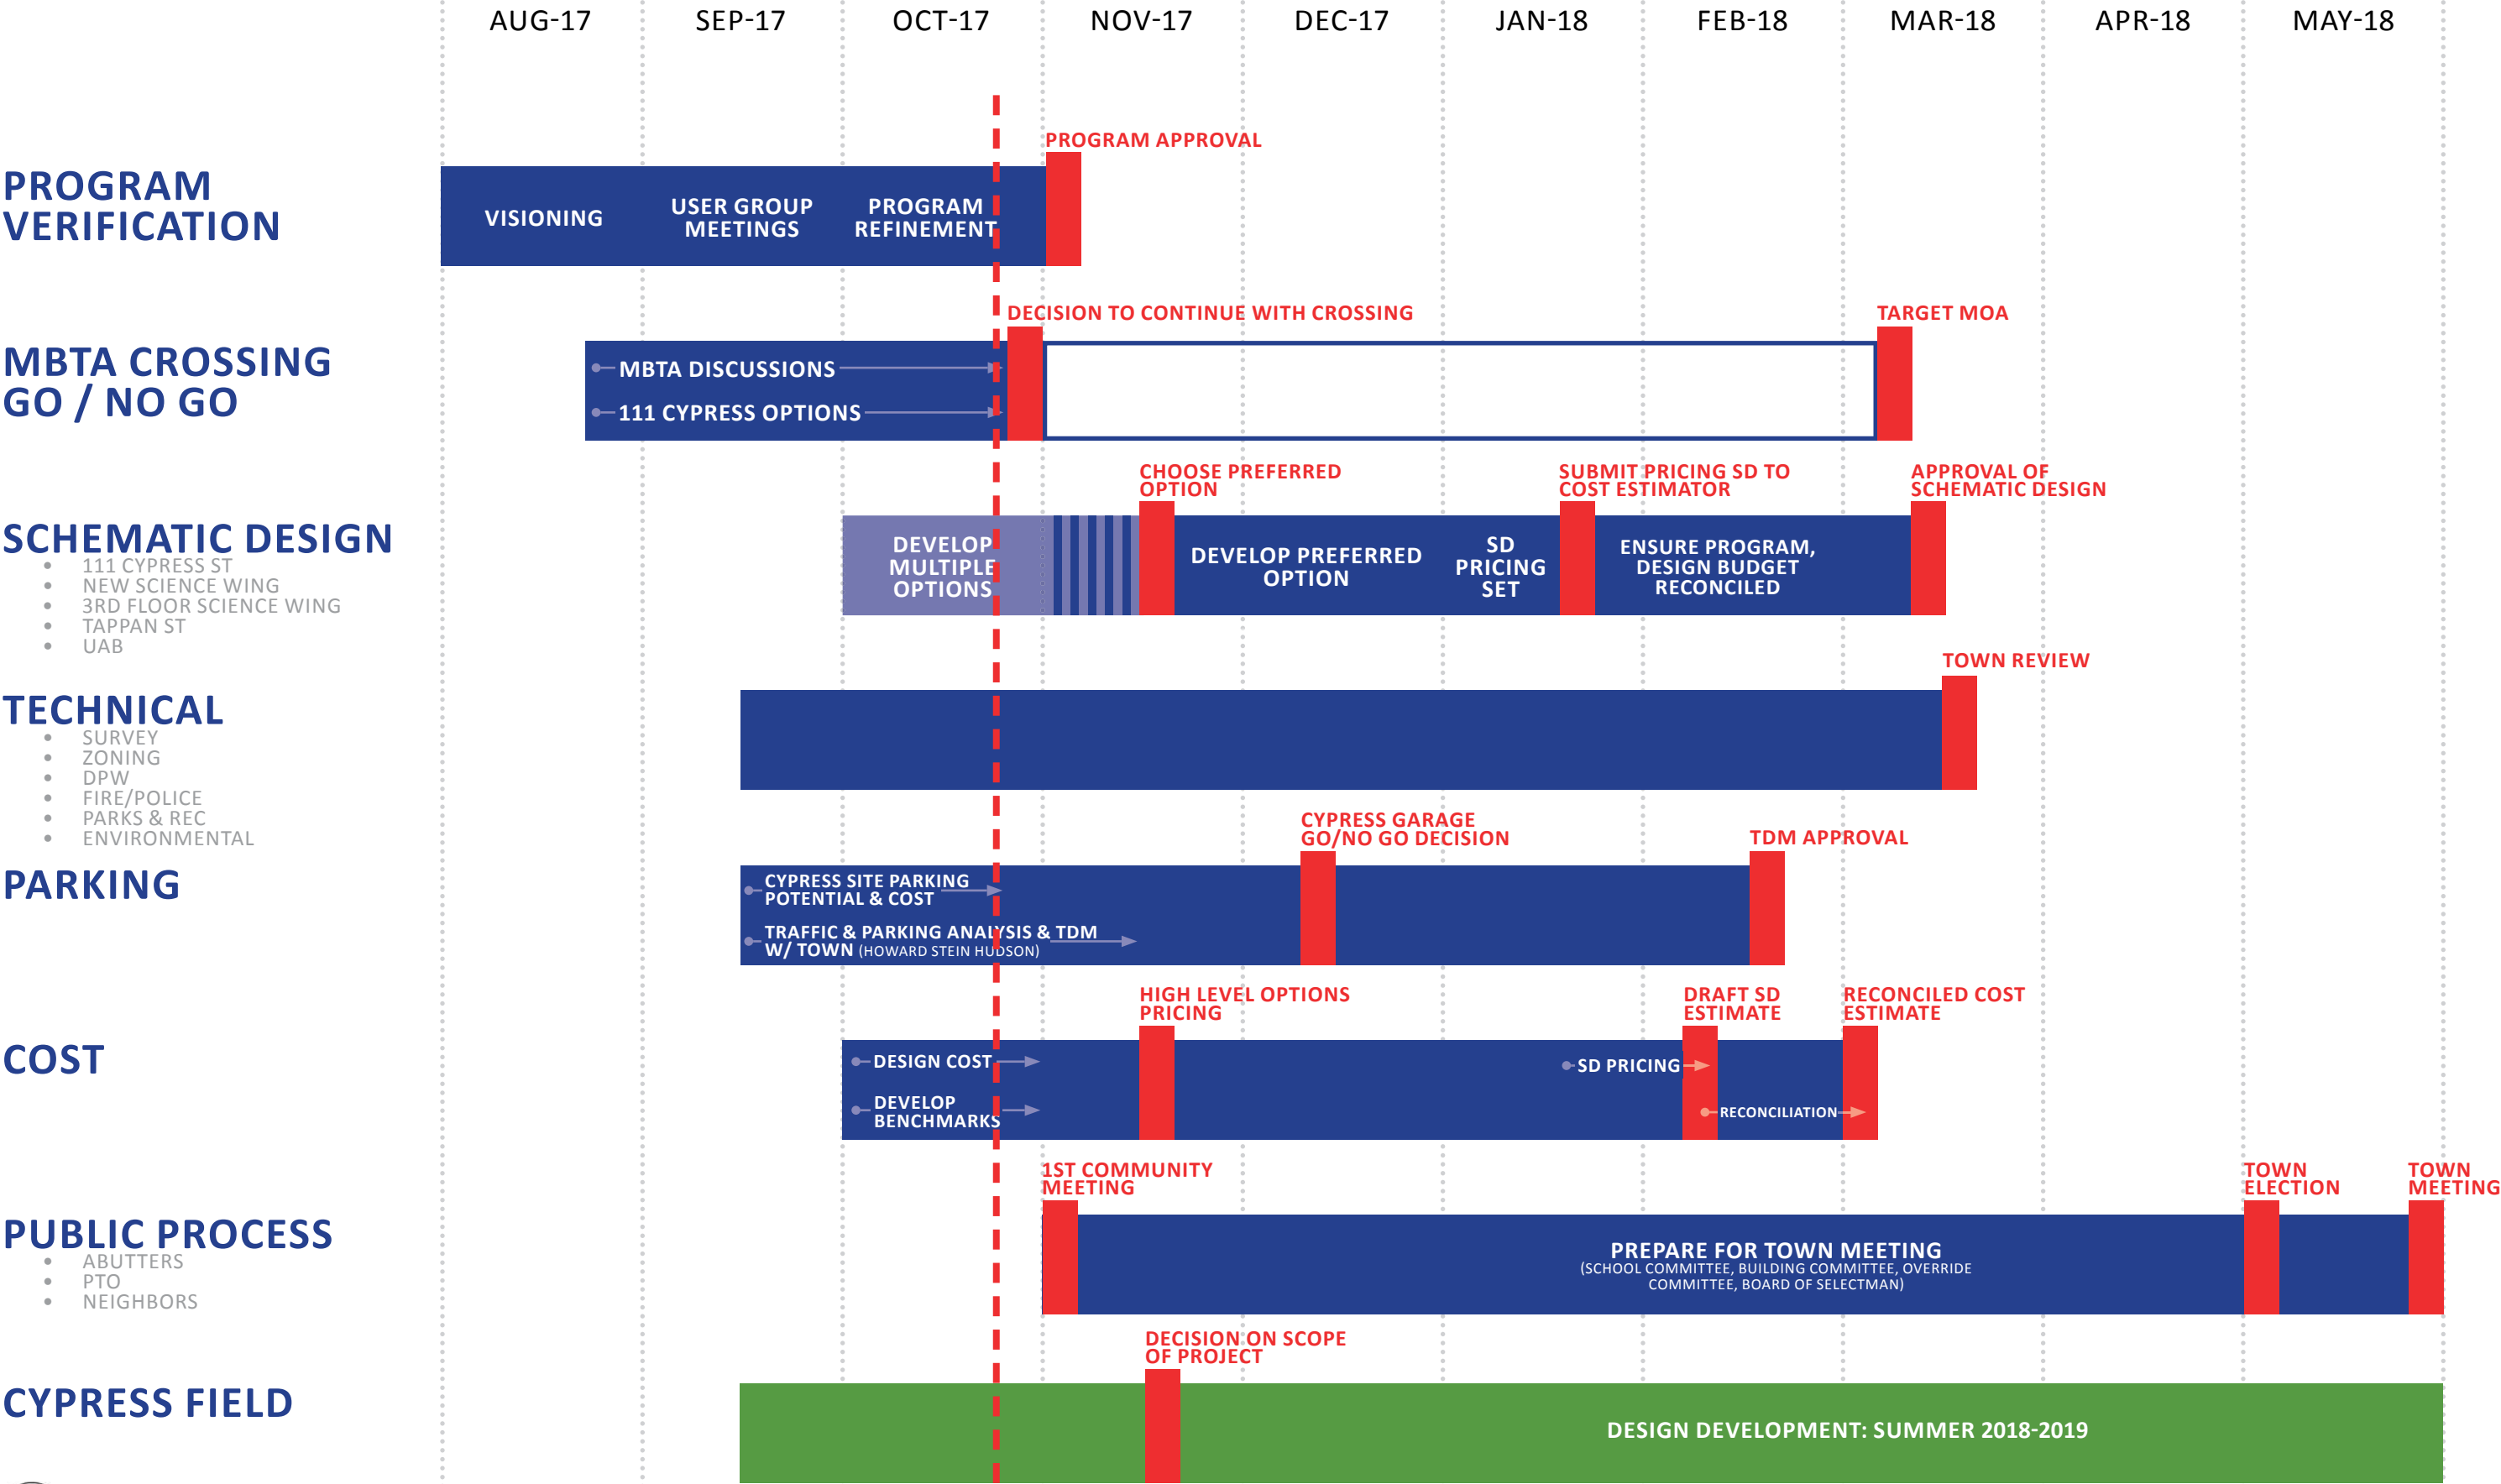 AUG-17 SEP-17 OCT-17 NOV-17 DEC-17 JAN-18 FEB-18 MAR-18 APR-18 MAY-18
PROGRAM
VERIFICATION
PROGRAM APPROVAL
VISIONING
USER GROUP
MEETINGS
PROGRAM
REFINEMENT
MBTA CROSSING
GO / NO GO
DECISION TO CONTINUE WITH CROSSING
TARGET MOA
MBTA DISCUSSIONS
111 CYPRESS OPTIONS
SCHEMATIC DESIGN
• 111 CYPRESS ST
• NEW SCIENCE WING
• 3RD FLOOR SCIENCE WING
• TAPPAN ST
• UAB
CHOOSE PREFERRED
OPTION
SUBMIT PRICING SD TO
COST ESTIMATOR
APPROVAL OF
SCHEMATIC DESIGN
DEVELOP
MULTIPLE
OPTIONS
DEVELOP PREFERRED
OPTION
SD
PRICING
SET
ENSURE PROGRAM,
DESIGN BUDGET
RECONCILED
TECHNICAL
• SURVEY
• ZONING
• DPW
• FIRE/POLICE
• PARKS & REC
• ENVIRONMENTAL
TOWN REVIEW
PARKING
CYPRESS GARAGE
GO/NO GO DECISION
TDM APPROVAL
CYPRESS SITE PARKING
POTENTIAL & COST
TRAFFIC & PARKING ANALYSIS & TDM
W/ TOWN (HOWARD STEIN HUDSON)
COST
HIGH LEVEL OPTIONS
PRICING
DRAFT SD
ESTIMATE
RECONCILED COST
ESTIMATE
DESIGN COST
DEVELOP
BENCHMARKS
SD PRICING
RECONCILIATION
PUBLIC PROCESS
• ABUTTERS
• PTO
• NEIGHBORS
1ST COMMUNITY
MEETING
TOWN
ELECTION
TOWN
MEETING
PREPARE FOR TOWN MEETING
(SCHOOL COMMITTEE, BUILDING COMMITTEE, OVERRIDE
COMMITTEE, BOARD OF SELECTMAN)
CYPRESS FIELD
DECISION ON SCOPE
OF PROJECT
DESIGN DEVELOPMENT: SUMMER 2018-2019